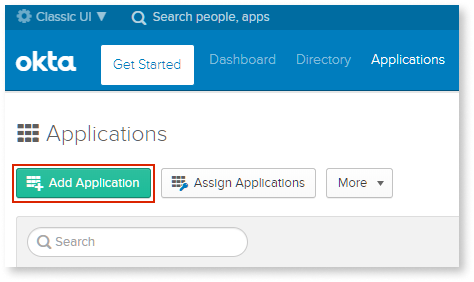 Classic UI ▼ Search people, apps
okta Get Started Dashboard Directory Applications
Applications
Add Application Assign Applications More ▼
Search